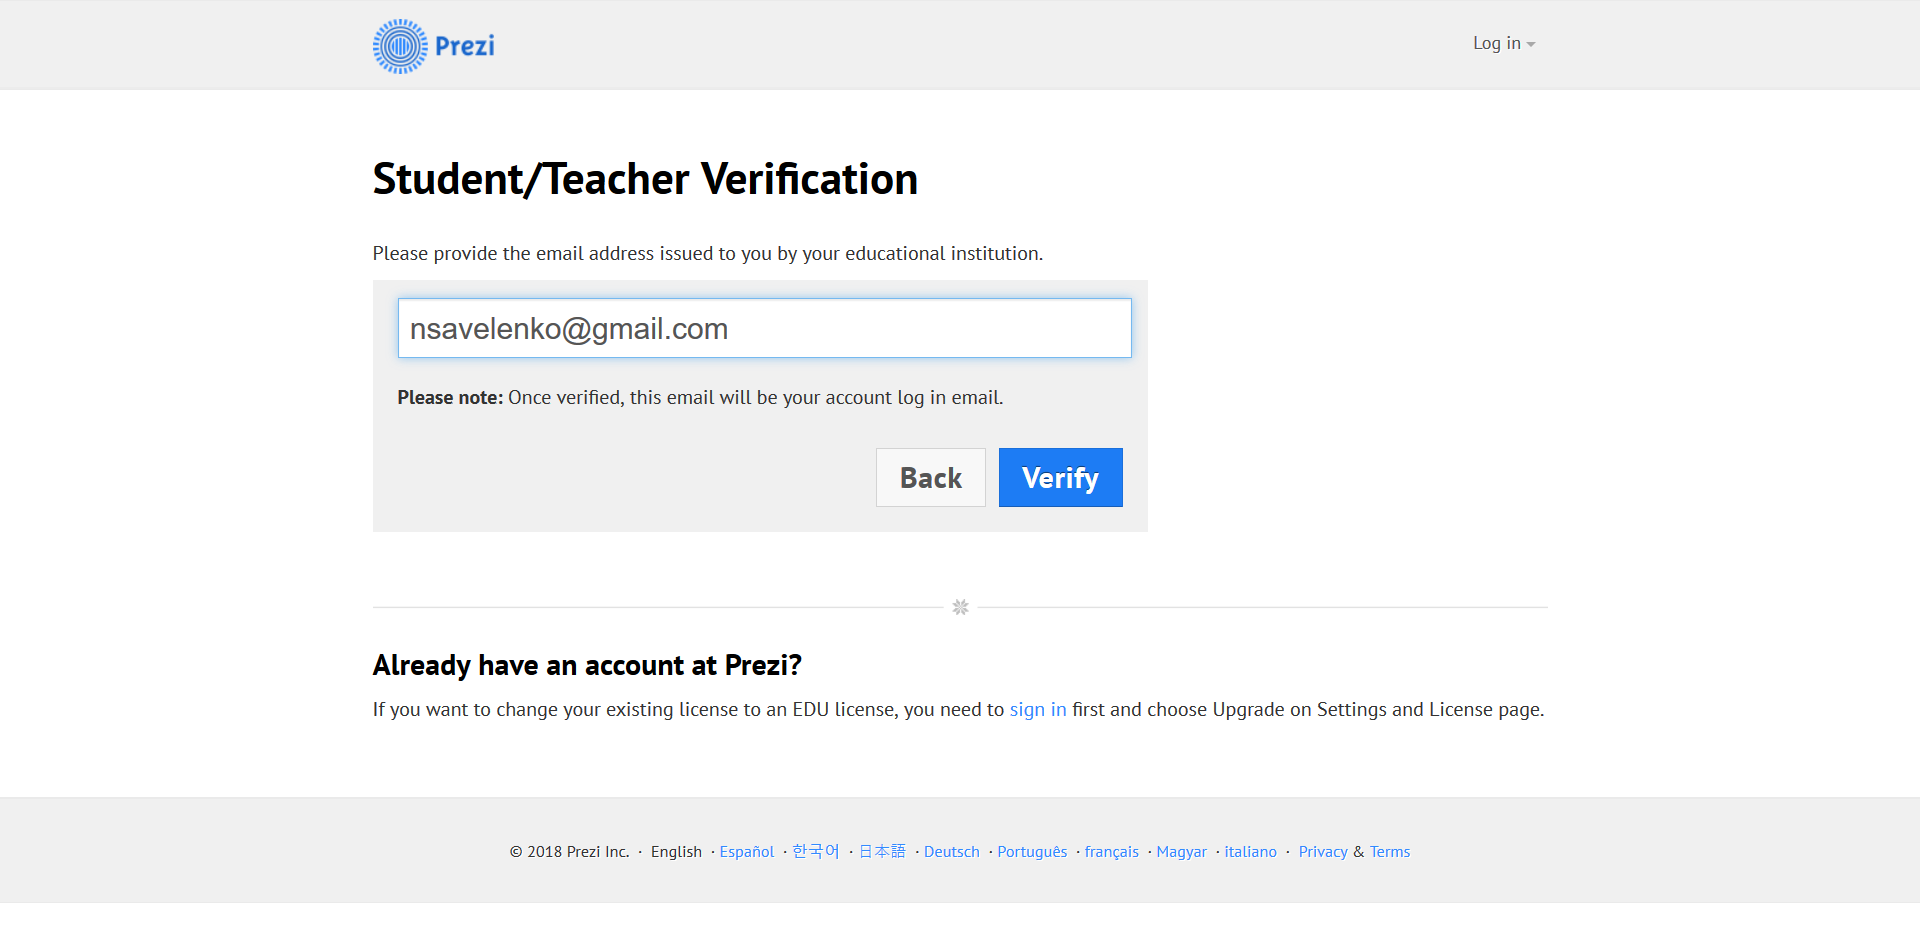 Prezi
Log in
Student/Teacher Verification
Please provide the email address issued to you by your educational institution.
nsavelenko@gmail.com
Please note: Once verified, this email will be your account log in email.
Back
Verify
Already have an account at Prezi?
If you want to change your existing license to an EDU license, you need to sign in first and choose Upgrade on Settings and License page.
© 2018 Prezi Inc. · English · Español · 한국어 · 日本語 · Deutsch · Português · français · Magyar · italiano · Privacy & Terms